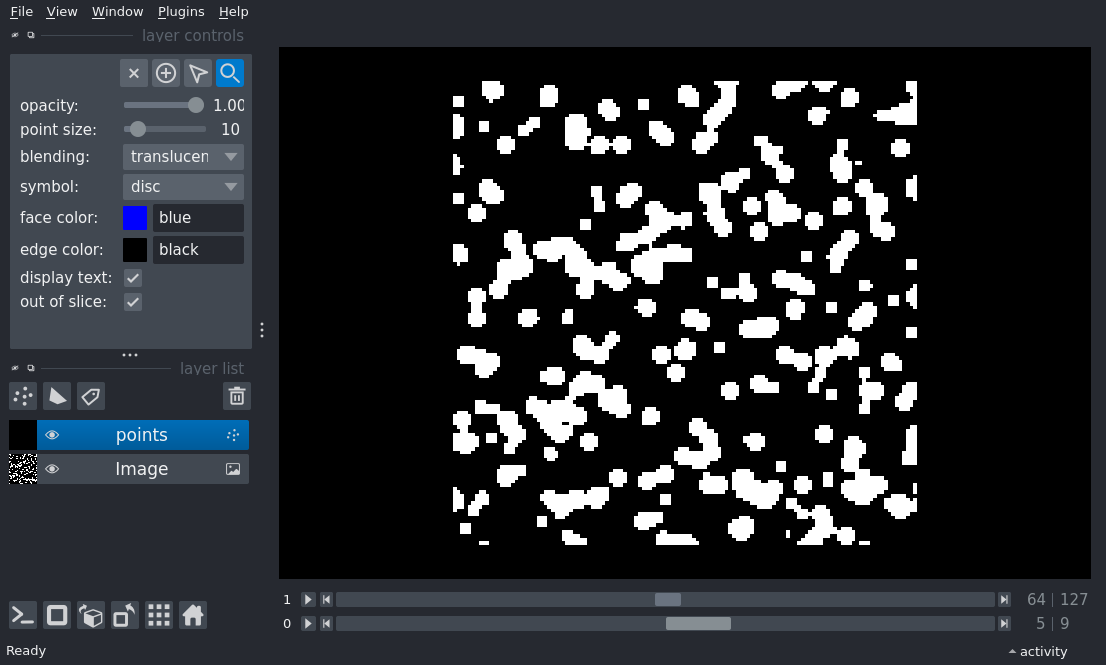 File View Window Plugins Help
layer controls
opacity: 1.00
point size: 10
blending: translucen
symbol: disc
face color: blue
edge color: black
display text:
out of slice:
layer list
points
Image
1 64 | 127
0 5 | 9
Ready activity